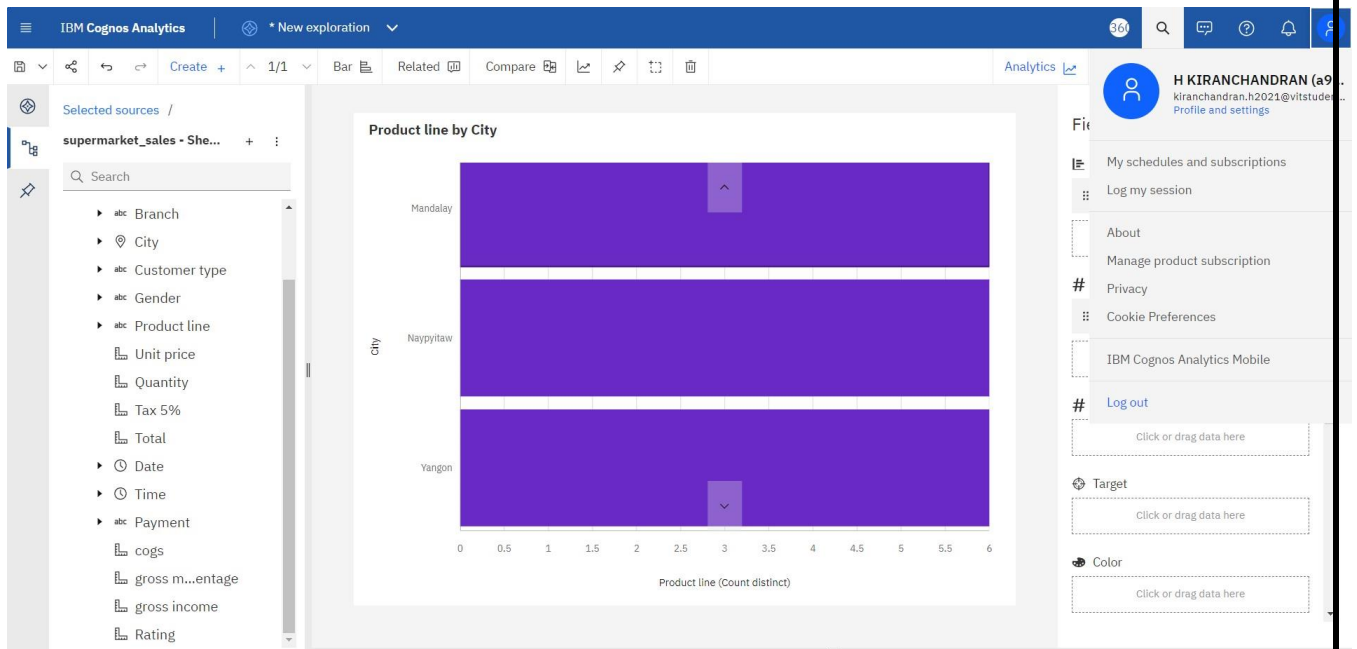 IBM Cognos Analytics
* New exploration
360
Create +
1/1
Bar
Related
Compare
Analytics
Selected sources /
supermarket_sales - She...
Search
abc Branch
City
abc Customer type
abc Gender
abc Product line
Unit price
Quantity
Tax 5%
Total
Date
Time
abc Payment
cogs
gross m...entage
gross income
Rating
Product line by City
Mandalay
Naypyitaw
Yangon
City
0 0.5 1 1.5 2 2.5 3 3.5 4 4.5 5 5.5 6
Product line (Count distinct)
H KIRANCHANDRAN (a9...
kiranchandran.h2021@vitstuden...
Profile and settings
My schedules and subscriptions
Log my session
About
Manage product subscription
Privacy
Cookie Preferences
IBM Cognos Analytics Mobile
Log out
Click or drag data here
Target
Click or drag data here
Color
Click or drag data here